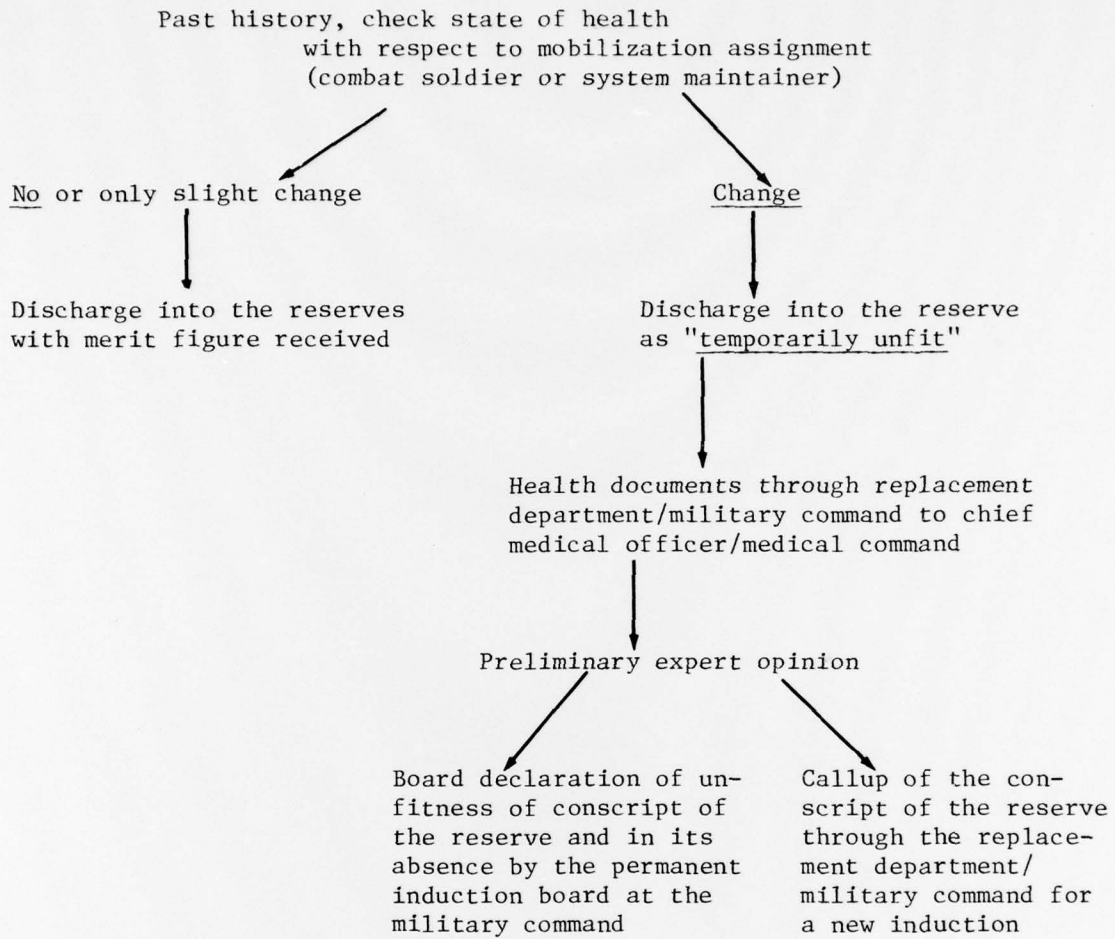 Past history, check state of health
with respect to mobilization assignment
(combat soldier or system maintainer)
No or only slight change
Change
Discharge into the reserves
with merit figure received
Discharge into the reserve
as "temporarily unfit"
Health documents through replacement
department/military command to chief
medical officer/medical command
Preliminary expert opinion
Board declaration of un-
fitness of conscript of
the reserve and in its
absence by the permanent
induction board at the
military command
Callup of the con-
script of the reserve
through the replace-
ment department/
military command for
a new induction